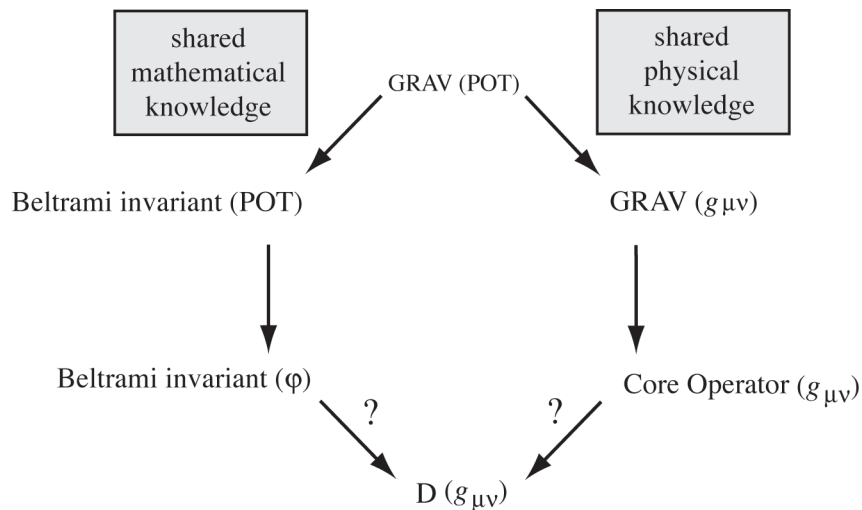 shared
mathematical
knowledge
GRAV (POT)
shared
physical
knowledge
Beltrami invariant (POT)
GRAV (gμν)
Beltrami invariant (φ)
Core Operator (gμν)
?
?
D (gμν)